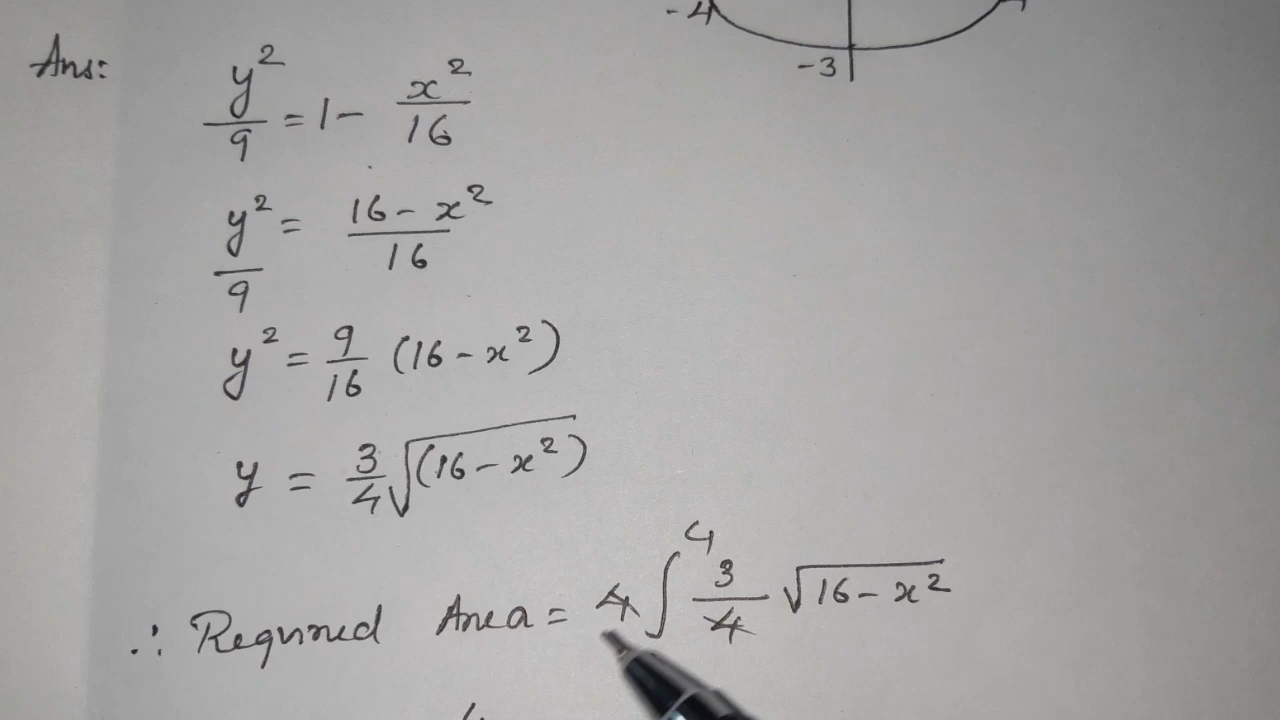 -4
-3
Ans:
y²/9 = 1 - x²/16
y²/9 = (16 - x²)/16
y² = 9/16 (16 - x²)
y = 3/4 √(16 - x²)
∴ Required Area = 4 ∫ ⁴ 3/4 √16 - x²